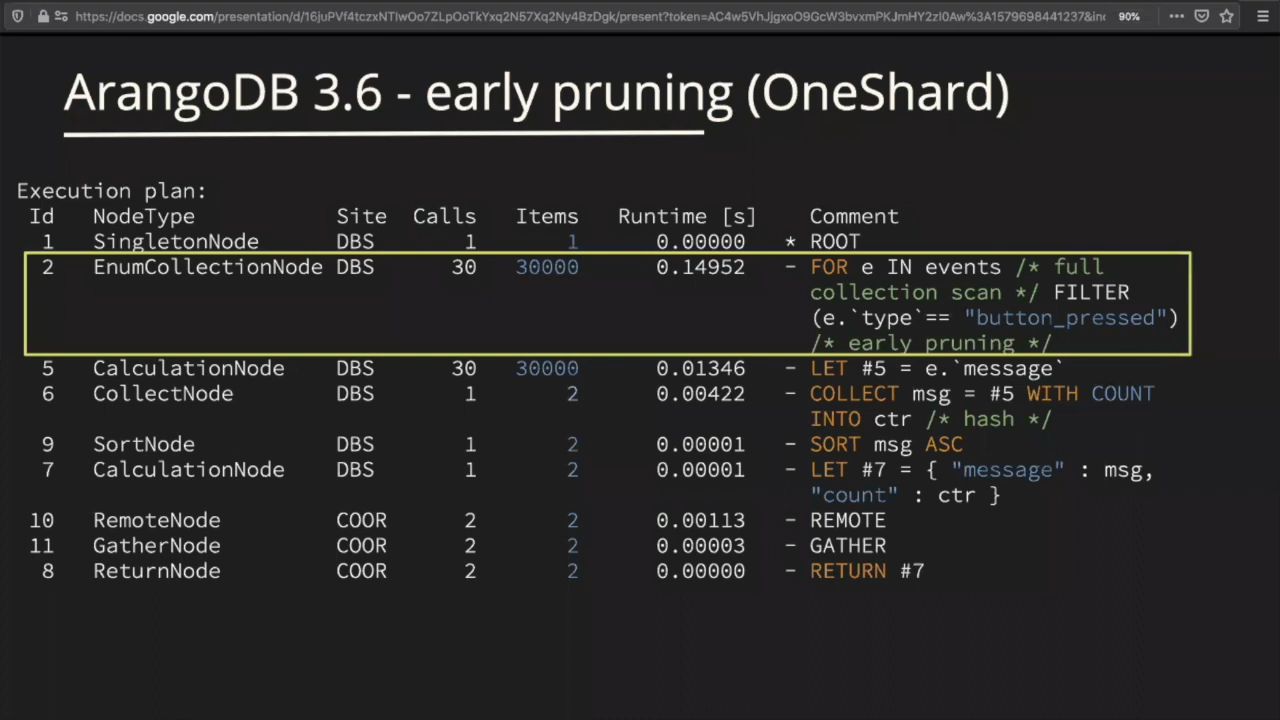 https://docs.google.com/presentation/d/16juPVf4tczxNTIwOo7ZLpOoTkYxq2N57Xq2Ny4BzDgk/present?token=AC4w5VhJjgxoO9GcW3bvxmPKJmHY2zI0Aw%3A1579698441237&inc 90%
ArangoDB 3.6 - early pruning (OneShard)
Execution plan:
Id NodeType Site Calls Items Runtime [s] Comment
1 SingletonNode DBS 1 1 0.00000 * ROOT
2 EnumCollectionNode DBS 30 30000 0.14952 - FOR e IN events /* full
collection scan */ FILTER
(e.`type`== "button_pressed")
/* early pruning */
5 CalculationNode DBS 30 30000 0.01346 - LET #5 = e.`message`
6 CollectNode DBS 1 2 0.00422 - COLLECT msg = #5 WITH COUNT
INTO ctr /* hash */
9 SortNode DBS 1 2 0.00001 - SORT msg ASC
7 CalculationNode DBS 1 2 0.00001 - LET #7 = { "message" : msg,
"count" : ctr }
10 RemoteNode COOR 2 2 0.00113 - REMOTE
11 GatherNode COOR 2 2 0.00003 - GATHER
8 ReturnNode COOR 2 2 0.00000 - RETURN #7